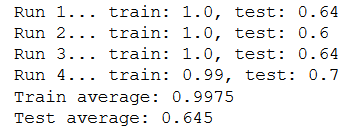 Run 1... train: 1.0, test: 0.64
Run 2... train: 1.0, test: 0.6
Run 3... train: 1.0, test: 0.64
Run 4... train: 0.99, test: 0.7
Train average: 0.9975
Test average: 0.645